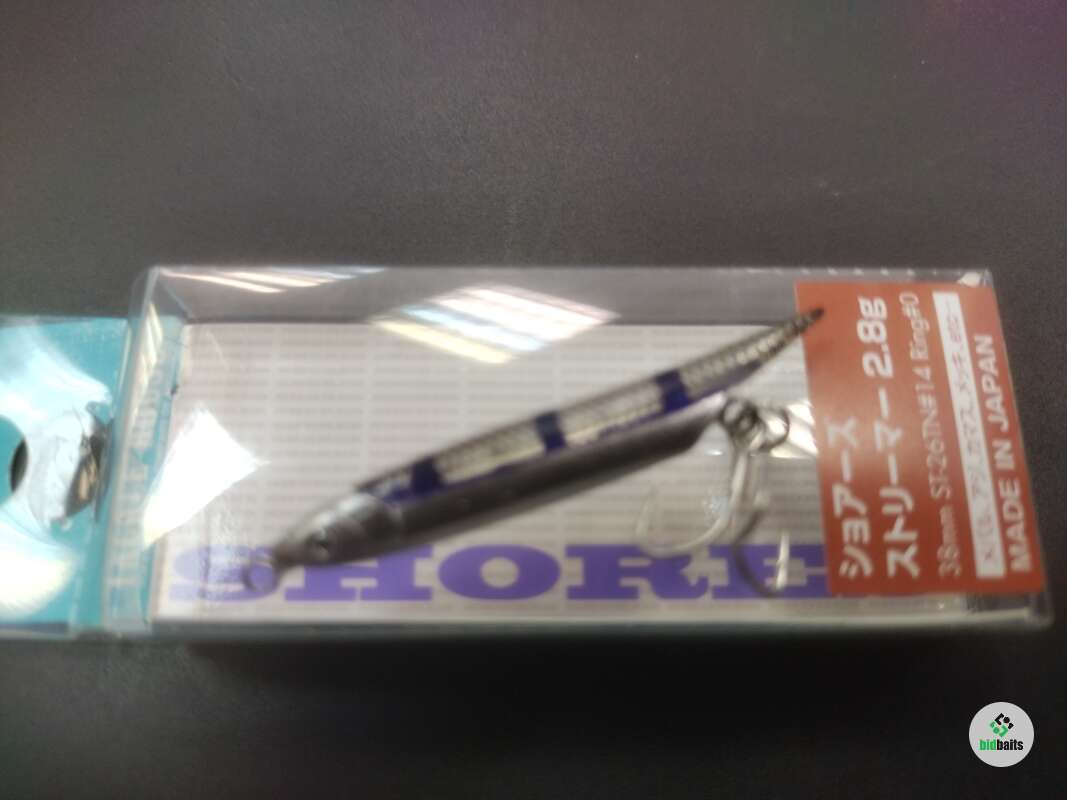 SHORE
ショアーズ
ストリーマー 2.8g
38mm ST-26TN#14 Ring#0
MADE IN JAPAN
bidbaits